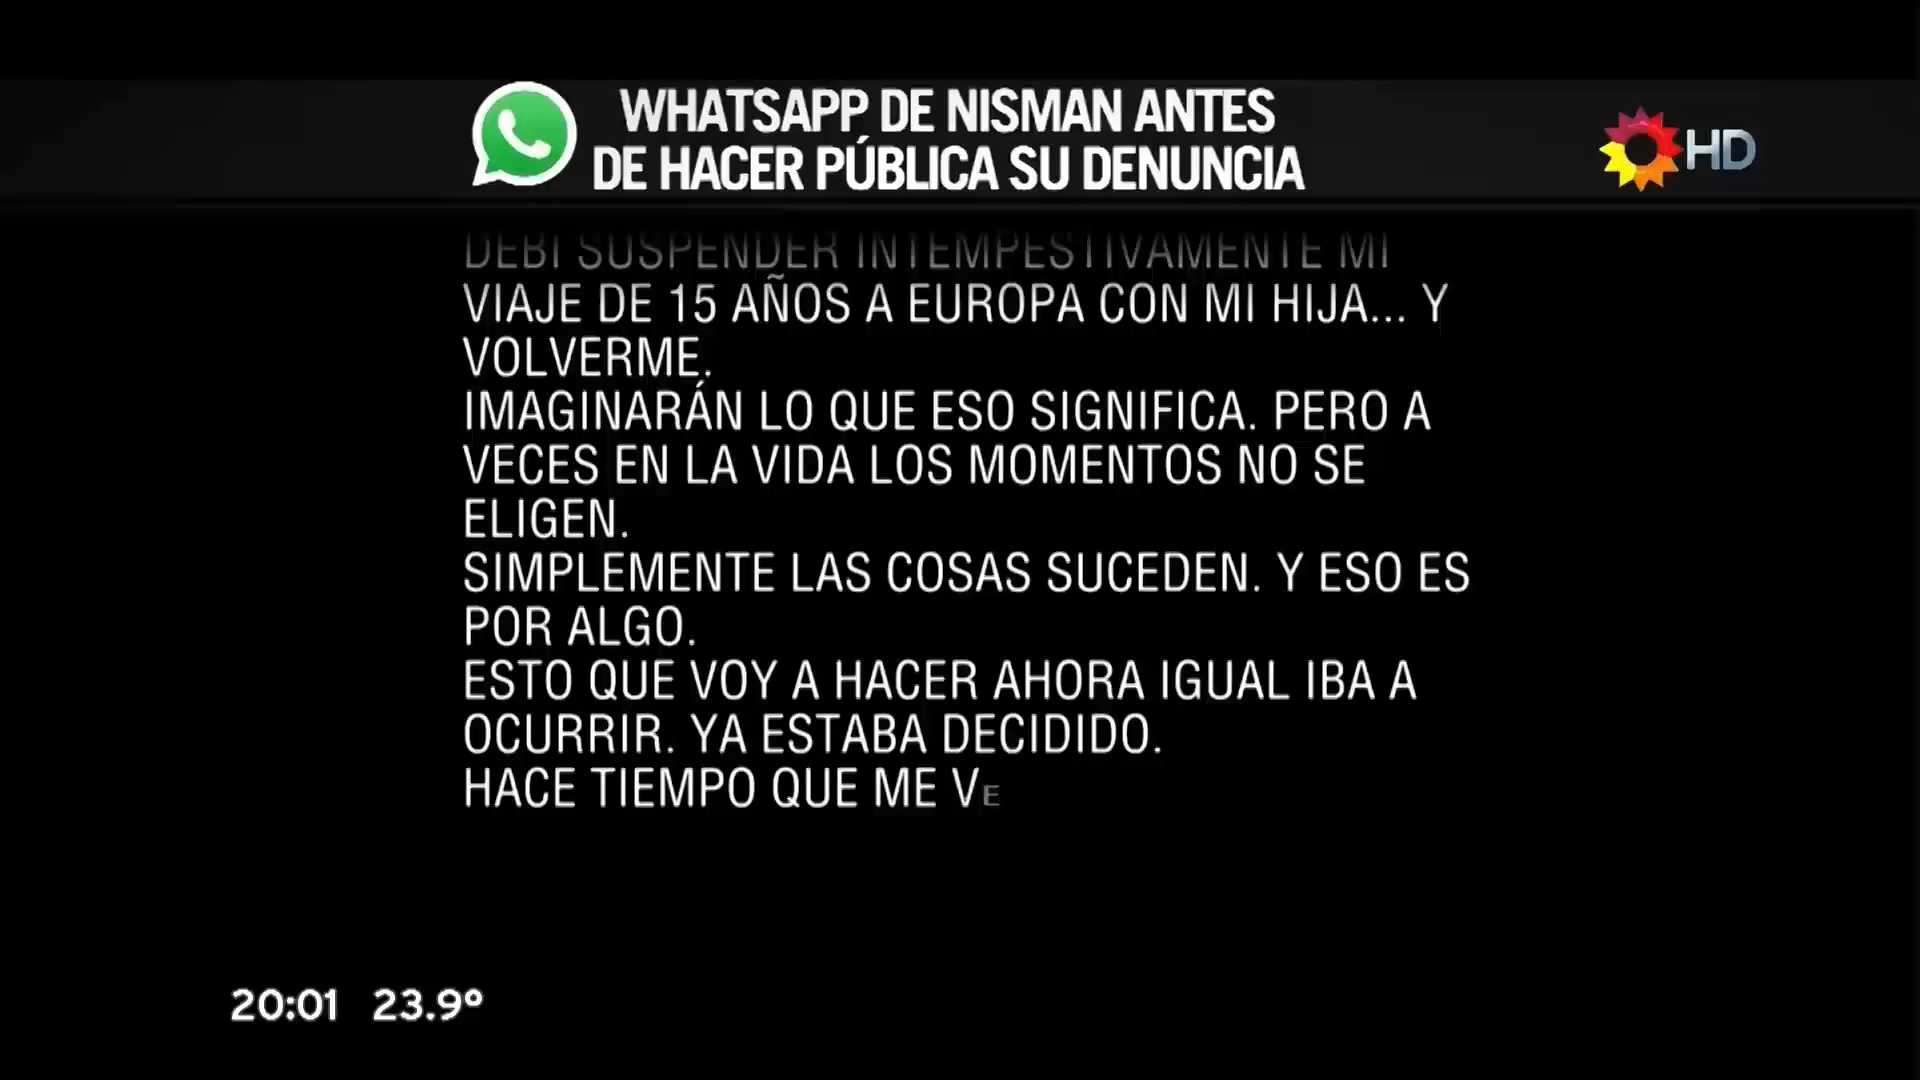 WHATSAPP DE NISMAN ANTES
DE HACER PÚBLICA SU DENUNCIA
HD
DEBÍ SUSPENDER INTEMPESTIVAMENTE MI
VIAJE DE 15 AÑOS A EUROPA CON MI HIJA... Y
VOLVERME.
IMAGINARÁN LO QUE ESO SIGNIFICA. PERO A
VECES EN LA VIDA LOS MOMENTOS NO SE
ELIGEN.
SIMPLEMENTE LAS COSAS SUCEDEN. Y ESO ES
POR ALGO.
ESTO QUE VOY A HACER AHORA IGUAL IBA A
OCURRIR. YA ESTABA DECIDIDO.
HACE TIEMPO QUE ME VE
20:01 23.9°